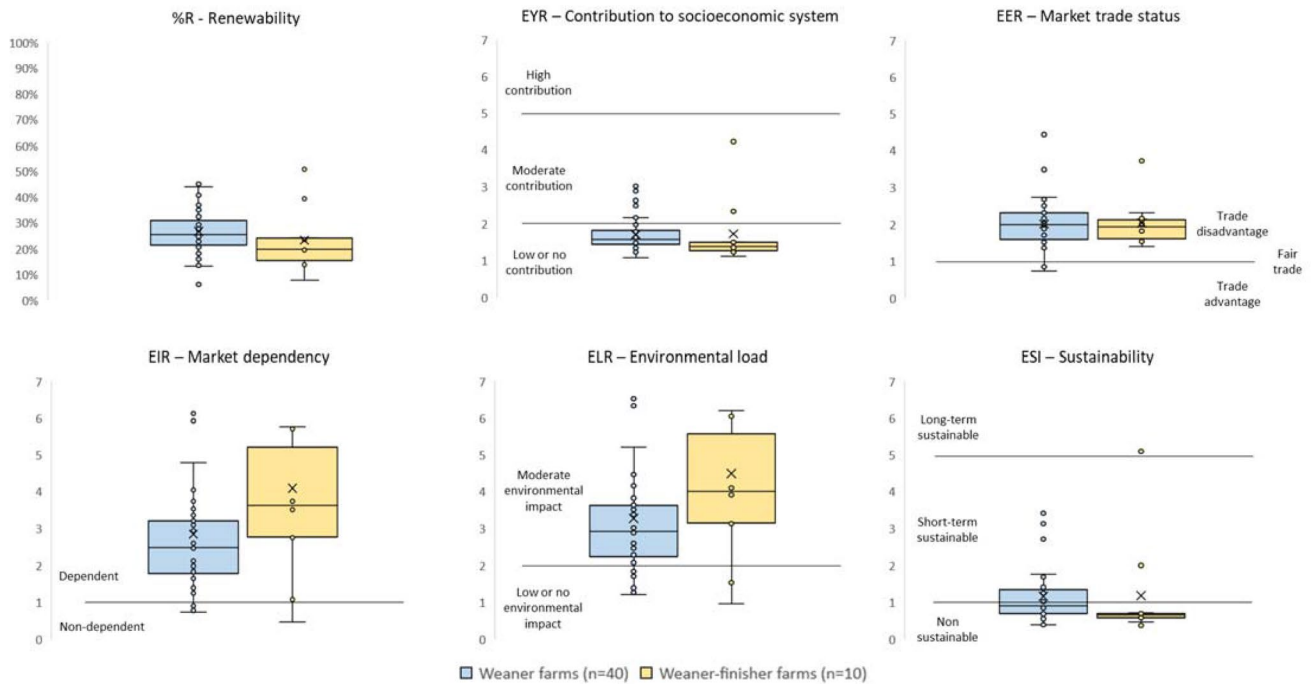 %R - Renewability
100%
90%
80%
70%
60%
50%
40%
30%
20%
10%
0%
EYR – Contribution to socioeconomic system
7
6
5
4
3
2
1
0
High
contribution
Moderate
contribution
Low or no
contribution
EER – Market trade status
7
6
5
4
3
2
1
0
Trade
disadvantage
Fair
trade
Trade
advantage
EIR – Market dependency
7
6
5
4
3
2
1
0
Dependent
Non-dependent
ELR – Environmental load
7
6
5
4
3
2
1
0
Moderate
environmental
impact
Low or no
environmental
impact
ESI – Sustainability
7
6
5
4
3
2
1
0
Long-term
sustainable
Short-term
sustainable
Non
sustainable
Weaner farms (n=40) Weaner-finisher farms (n=10)